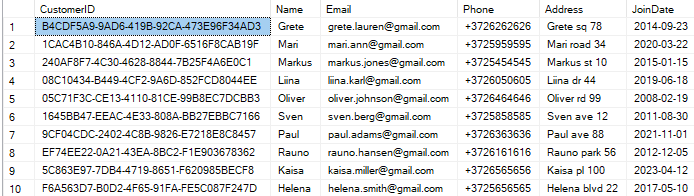 CustomerID Name Email Phone Address JoinDate
1 B4CDF5A9-9AD6-419B-92CA-473E96F34AD3 Grete grete.lauren@gmail.com +3726262626 Grete sq 78 2014-09-23
2 1CAC4B10-846A-4D12-AD0F-6516F8CAB19F Mari mari.ann@gmail.com +3725959595 Mari road 34 2020-03-22
3 240AF8F7-4C30-4628-8844-7B25F4A6E0C1 Markus markus.jones@gmail.com +3725454545 Markus st 10 2015-01-15
4 08C10434-B449-4CF2-9A6D-852FCD8044EE Liina liina.karl@gmail.com +3726050605 Liina dr 44 2019-06-18
5 05C71F3C-CE13-4110-81CE-99B8EC7DCBB3 Oliver oliver.johnson@gmail.com +3726464646 Oliver rd 99 2008-02-19
6 1645BB47-EEAC-4E33-808A-BB27EBBC7166 Sven sven.berg@gmail.com +3725858585 Sven ave 12 2011-08-30
7 9CF04CDC-2402-4C8B-9826-E7218E8C8457 Paul paul.adams@gmail.com +3726363636 Paul ave 88 2021-11-01
8 EF74EE22-0A21-43EA-8BC2-F1E903678362 Rauno rauno.hansen@gmail.com +3726161616 Rauno park 56 2012-12-05
9 5C863E97-7DB4-4719-8651-F620985BECF8 Kaisa kaisa.miller@gmail.com +3725656565 Kaisa pl 100 2023-04-12
10 F6A563D7-B0D2-4F65-91FA-FE5C087F247D Helena helena.smith@gmail.com +3726565656 Helena blvd 22 2017-05-16